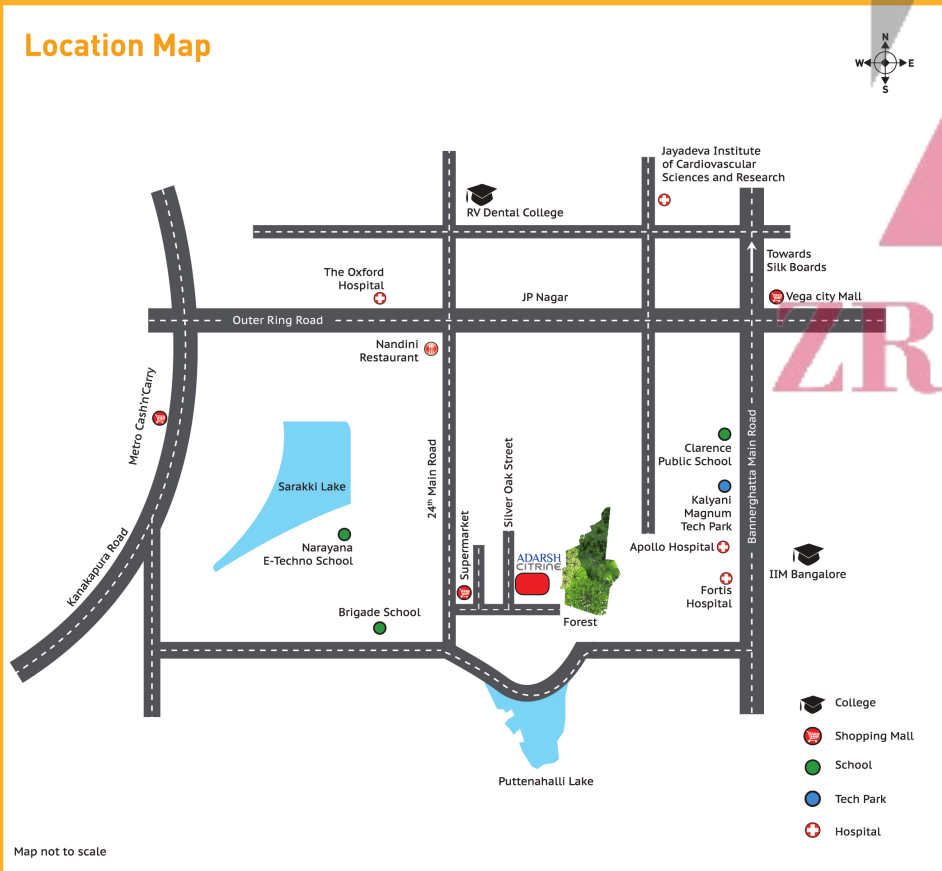 Location Map
N
W
E
S
Jayadeva Institute
of Cardiovascular
Sciences and Research
RV Dental College
Towards
Silk Boards
The Oxford
Hospital
JP Nagar
Vega city Mall
Outer Ring Road
ZR
Nandini
Restaurant
Metro Cash'n'Carry
Sarakki Lake
24th Main Road
Silver Oak Street
Clarence
Public School
Bannerghatta Main Road
Kalyani
Magnum
Tech Park
Supermarket
Narayana
E-Techno School
ADARSH
CITRINE
Apollo Hospital
IIM Bangalore
Kanakapura Road
Fortis
Hospital
Brigade School
Forest
College
Shopping Mall
School
Puttenahalli Lake
Tech Park
Hospital
Map not to scale